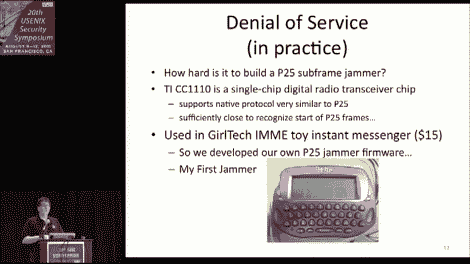 20th
USENIX
Security
Symposium
AUGUST 8–12, 2011
SAN FRANCISCO, CA
Denial of Service
(in practice)
• How hard is it to build a P25 subframe jammer?
• TI CC1110 is a single-chip digital radio transceiver chip
– supports native protocol very similar to P25
– sufficiently close to recognize start of P25 frames…
• Used in GirlTech IMME toy instant messenger ($15)
– So we developed our own P25 jammer firmware…
– My First Jammer
17